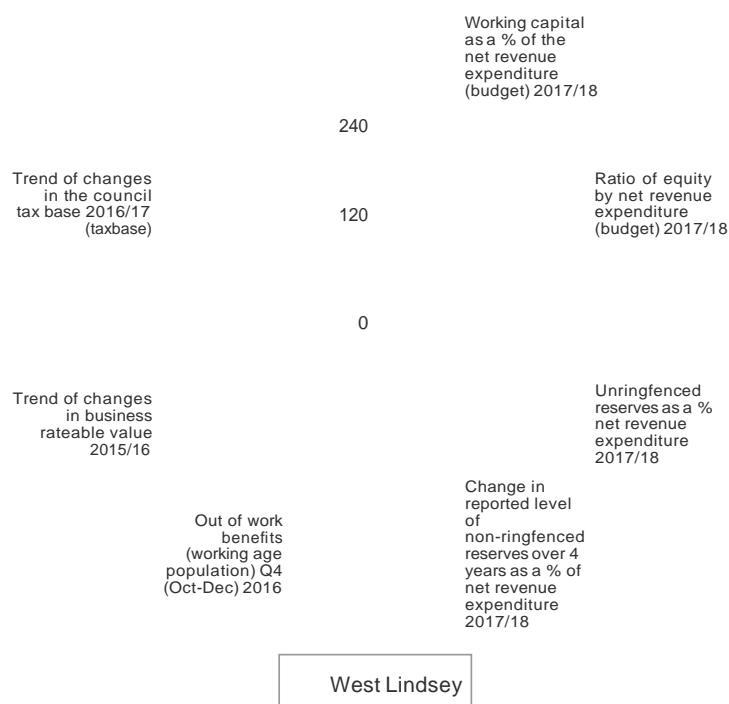 Working capital
as a % of the
net revenue
expenditure
(budget) 2017/18
240
Trend of changes
in the council
tax base 2016/17
(taxbase)
120
Ratio of equity
by net revenue
expenditure
(budget) 2017/18
0
Trend of changes
in business
rateable value
2015/16
Unringfenced
reserves as a %
net revenue
expenditure
2017/18
Out of work
benefits
(working age
population) Q4
(Oct-Dec) 2016
Change in
reported level
of
non-ringfenced
reserves over 4
years as a % of
net revenue
expenditure
2017/18
West Lindsey